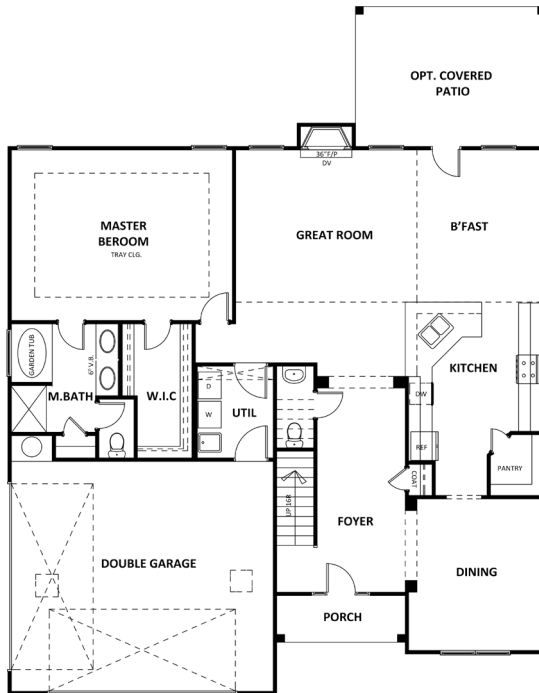 OPT. COVERED
PATIO
36"F/P
DV
MASTER
BEROOM
TRAY CLG.
GREAT ROOM
B'FAST
GARDEN TUB
6" V.B.
M.BATH
W.I.C
D
W
UTIL
KITCHEN
DW
REF
PANTRY
COAT
UP 16R
FOYER
DOUBLE GARAGE
DINING
PORCH